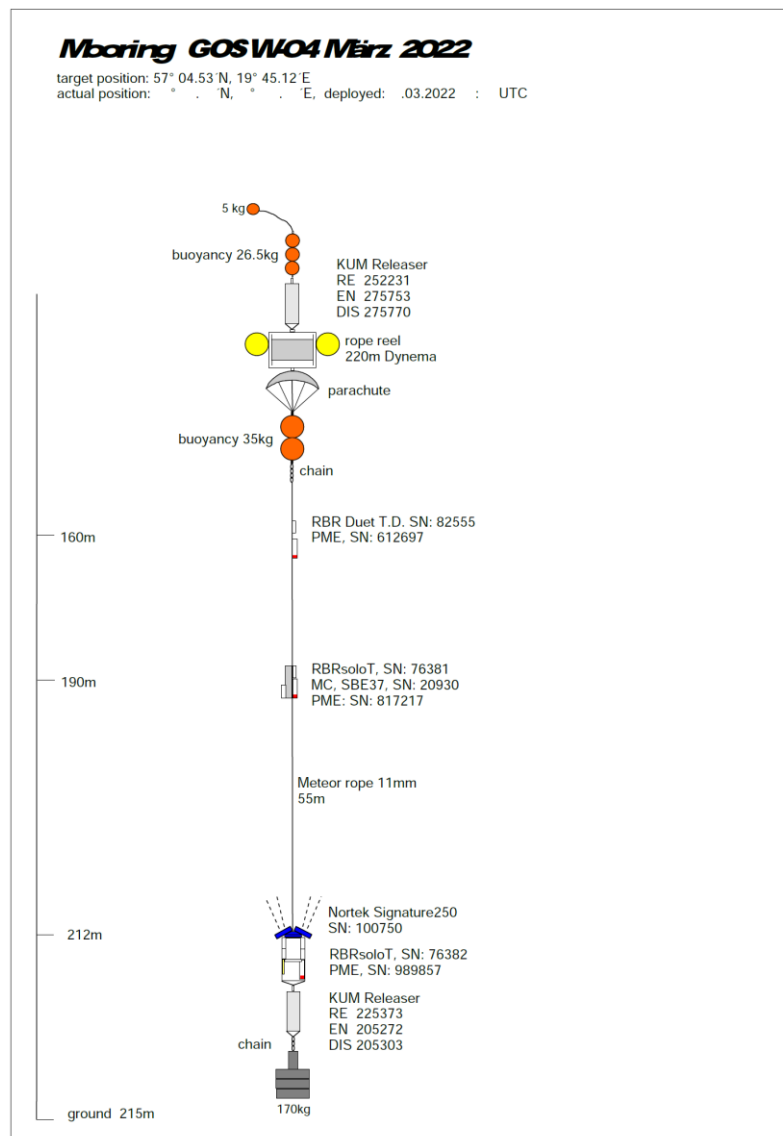 Mooring GOSW-04 März 2022
target position: 57° 04.53´N, 19° 45.12´E
actual position: ° . ´N, ° . ´E, deployed: .03.2022 : UTC
5 kg
buoyancy 26.5kg
KUM Releaser
RE 252231
EN 275753
DIS 275770
rope reel
220m Dynema
parachute
buoyancy 35kg
chain
RBR Duet T.D. SN: 82555
PME, SN: 612697
160m
RBRsoloT, SN: 76381
MC, SBE37, SN: 20930
PME: SN: 817217
190m
Meteor rope 11mm
55m
Nortek Signature250
SN: 100750
212m
RBRsoloT, SN: 76382
PME, SN: 989857
KUM Releaser
RE 225373
EN 205272
DIS 205303
chain
170kg
ground 215m